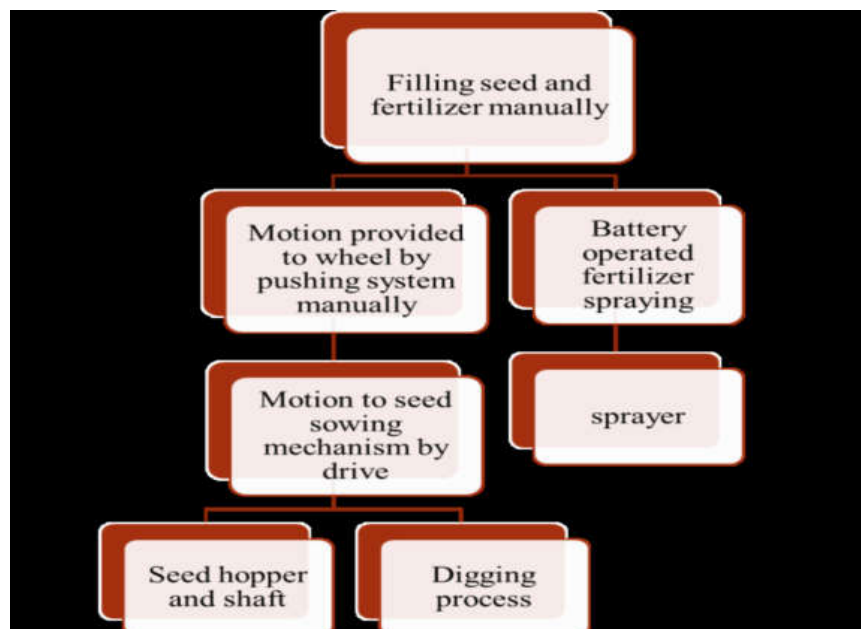 Filling seed and
fertilizer manually
Motion provided
to wheel by
pushing system
manually
Battery
operated
fertilizer
spraying
Motion to seed
sowing
mechanism by
drive
sprayer
Seed hopper
and shaft
Digging
process